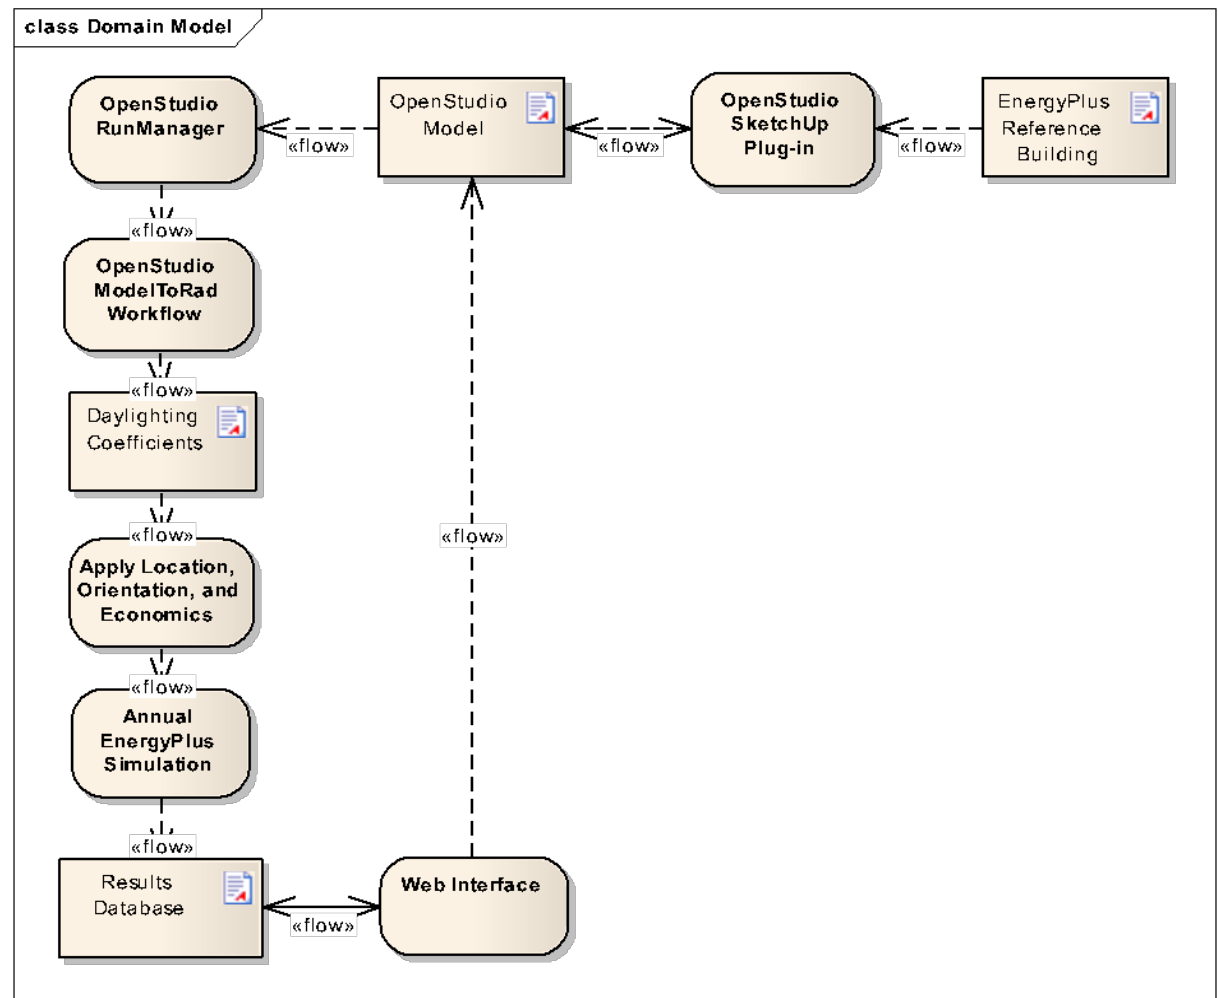 class Domain Model
OpenStudio
RunManager
«flow»
OpenStudio
Model
«flow»
OpenStudio
SketchUp
Plug-in
«flow»
EnergyPlus
Reference
Building
«flow»
OpenStudio
ModelToRad
Workflow
«flow»
Daylighting
Coefficients
«flow»
Apply Location,
Orientation, and
Economics
«flow»
«flow»
Annual
EnergyPlus
Simulation
«flow»
Results
Database
«flow»
Web Interface